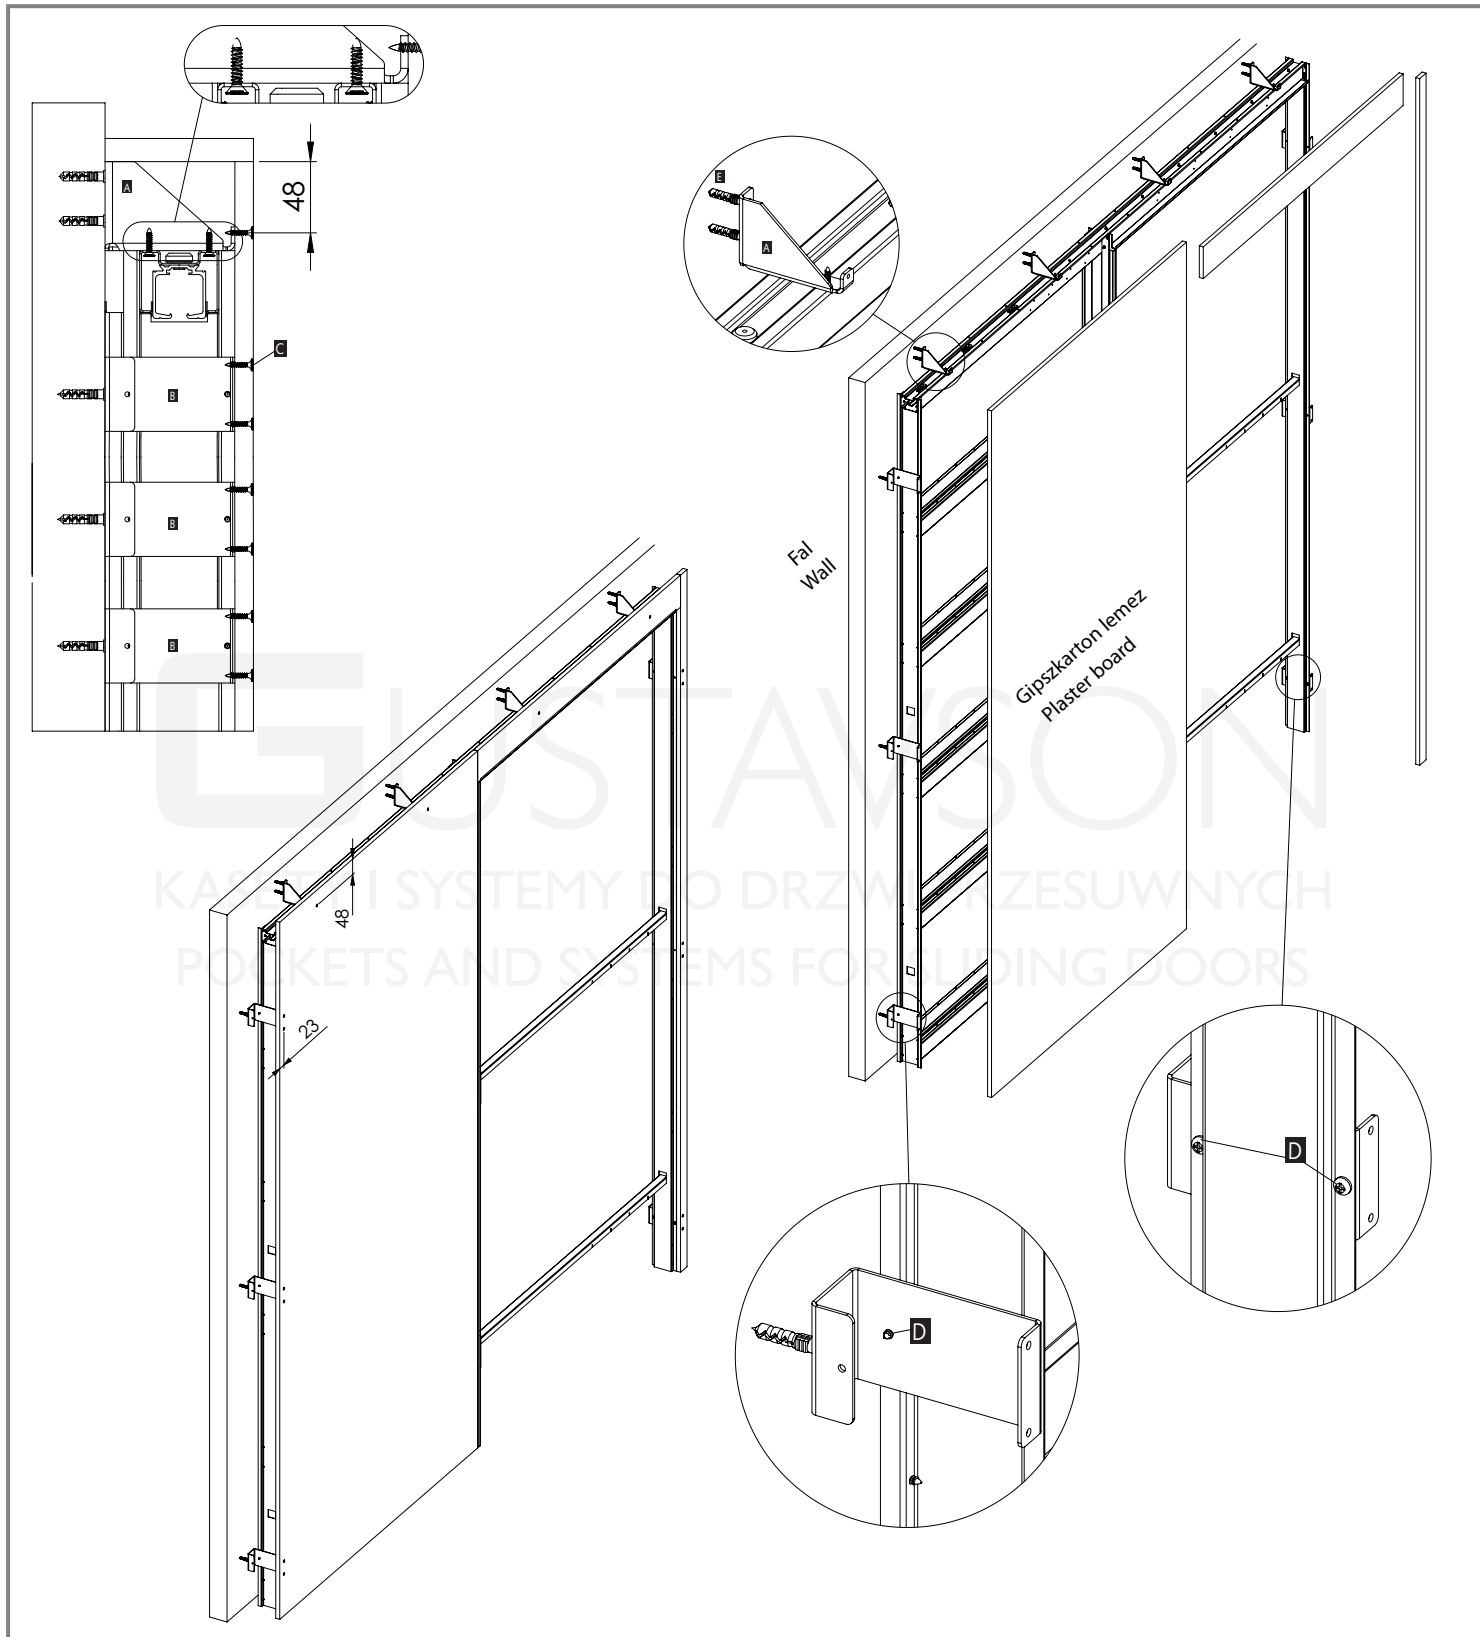 48
A
C
B
B
B
E
A
Fal
Wall
Gipszkarton lemez
Plaster board
GUSTAVSON
KASETY I SYSTEMY DO DRZWI PRZESUWNYCH
POCKETS AND SYSTEMS FOR SLIDING DOORS
48
23
D
D